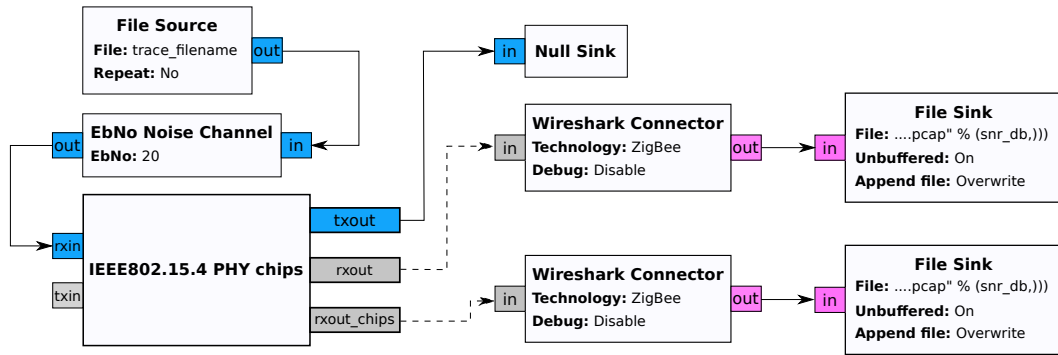 File Source
File: trace_filename
Repeat: No
out
in
Null Sink
EbNo Noise Channel
EbNo: 20
out
in
Wireshark Connector
Technology: ZigBee
Debug: Disable
in
out
in
File Sink
File: ....pcap" % (snr_db,)))
Unbuffered: On
Append file: Overwrite
IEEE802.15.4 PHY chips
rxin
txin
txout
rxout
rxout_chips
Wireshark Connector
Technology: ZigBee
Debug: Disable
in
out
in
File Sink
File: ....pcap" % (snr_db,)))
Unbuffered: On
Append file: Overwrite